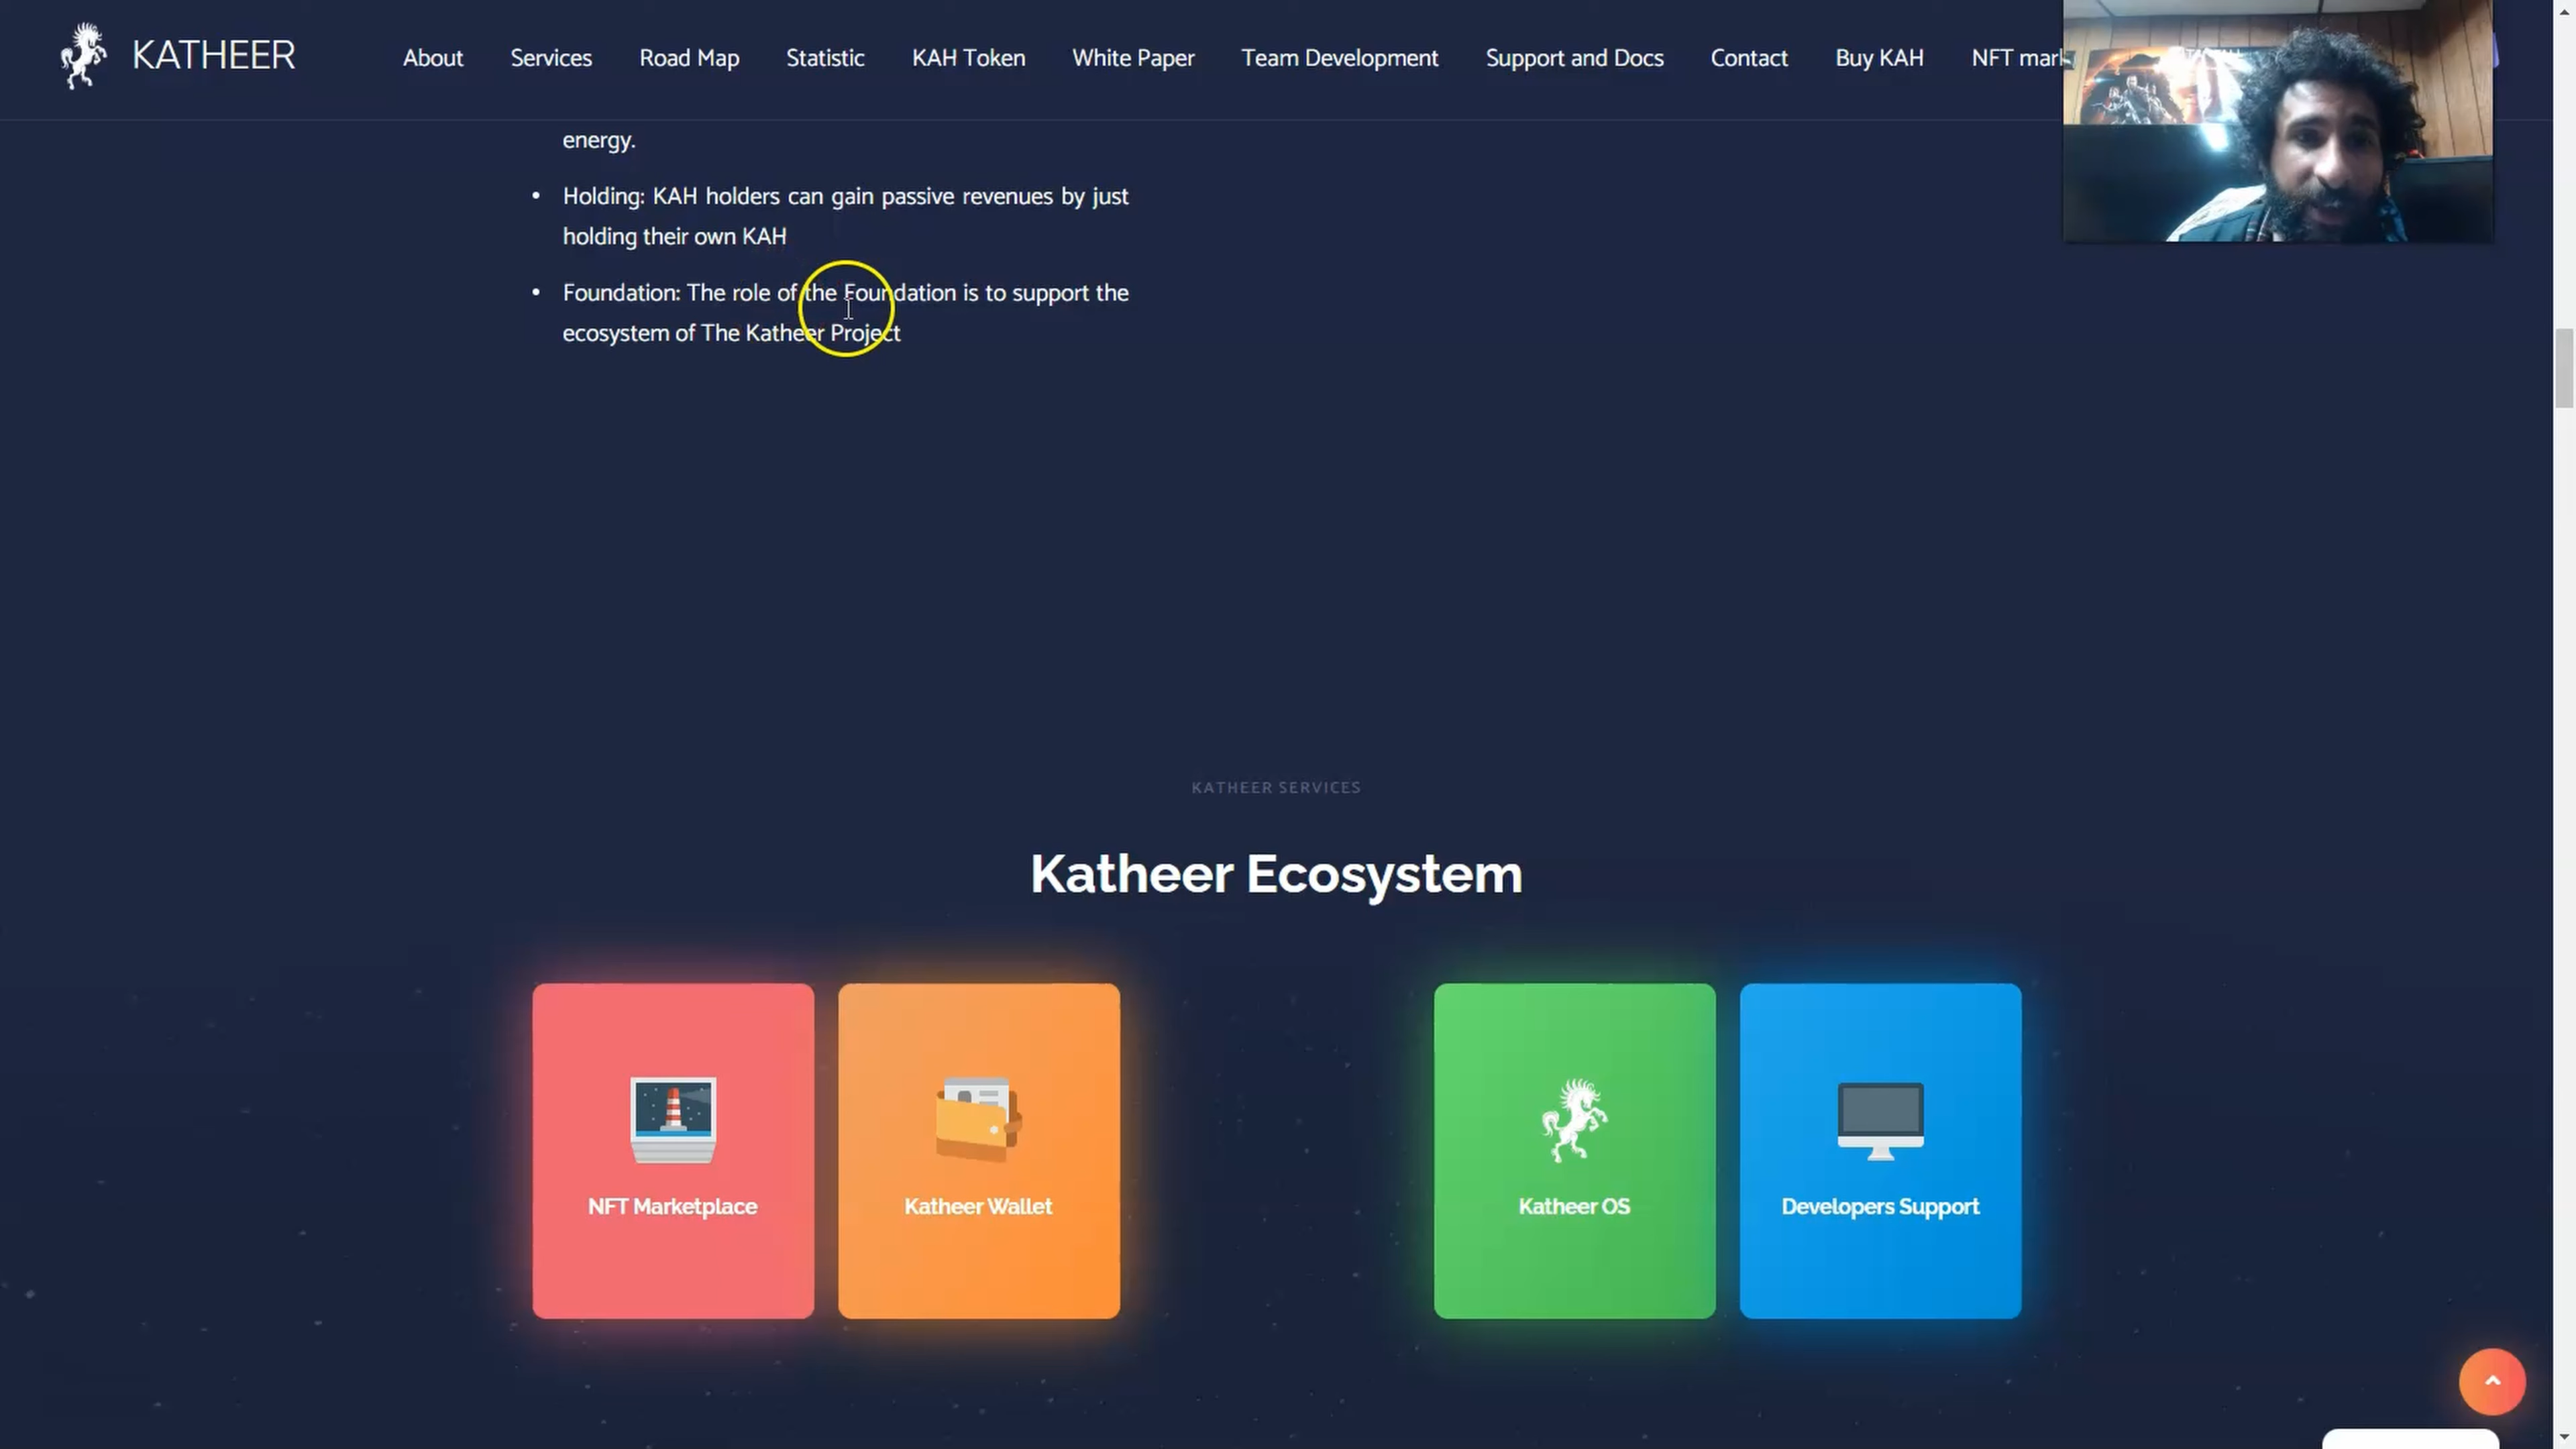 KATHEER
About
Services
Road Map
Statistic
KAH Token
White Paper
Team Development
Support and Docs
Contact
Buy KAH
NFT
energy.
• Holding: KAH holders can gain passive revenues by just
holding their own KAH
• Foundation: The role of the Foundation is to support the
ecosystem of The Katheer Project
KATHEER SERVICES
Katheer Ecosystem
NFT Marketplace
Katheer Wallet
Katheer OS
Developers Support